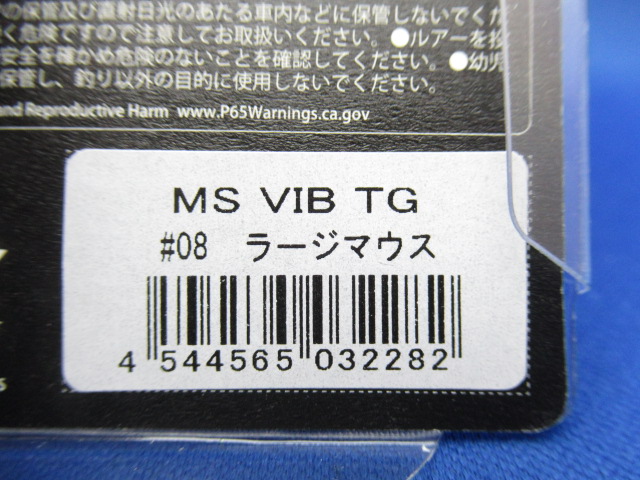 の保管及び直射日光のあたる車内などに保管しないでくだ
危険ですので注意してお取扱いください。●ルアーを投
安全を確かめ危険のないことを確認してください。●幼児
保管し、釣り以外の目的に使用しないでください。
and Reproductive Harm www.P65Warnings.ca.gov
MS VIB TG
#08 ラージマウス
4 544565 032282